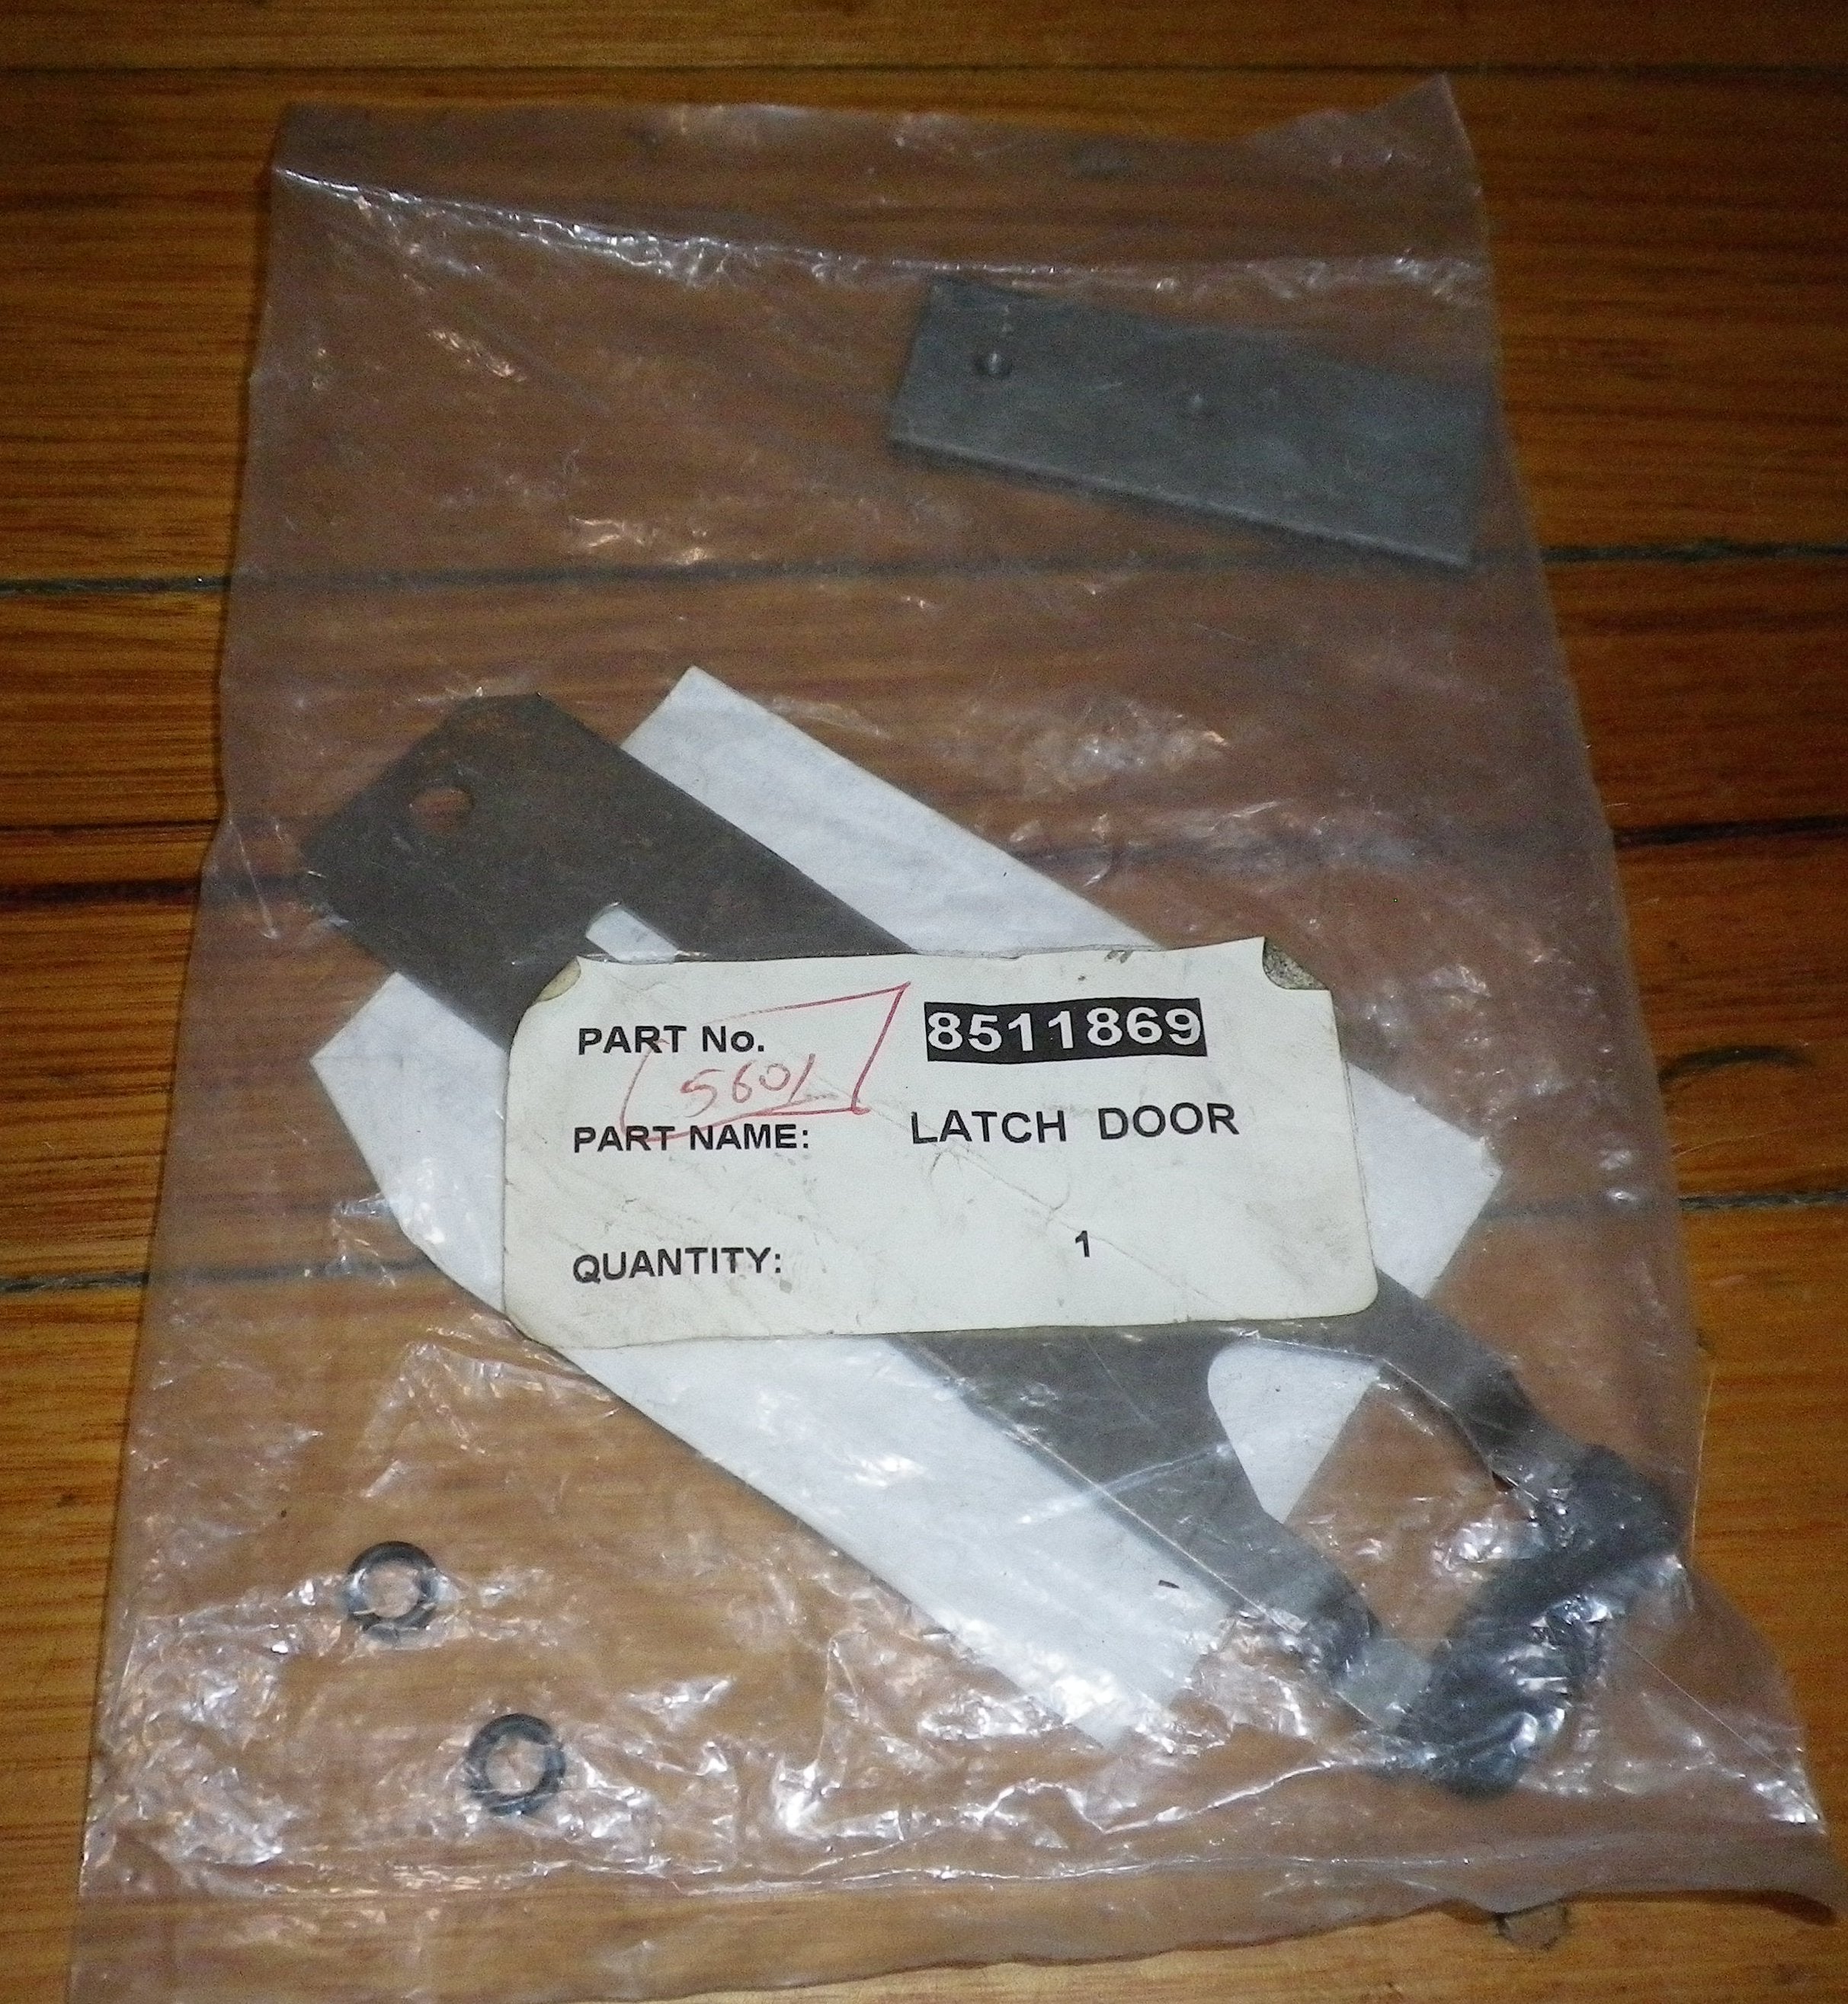 PART No. 8511869
5601
PART NAME: LATCH DOOR
QUANTITY: 1